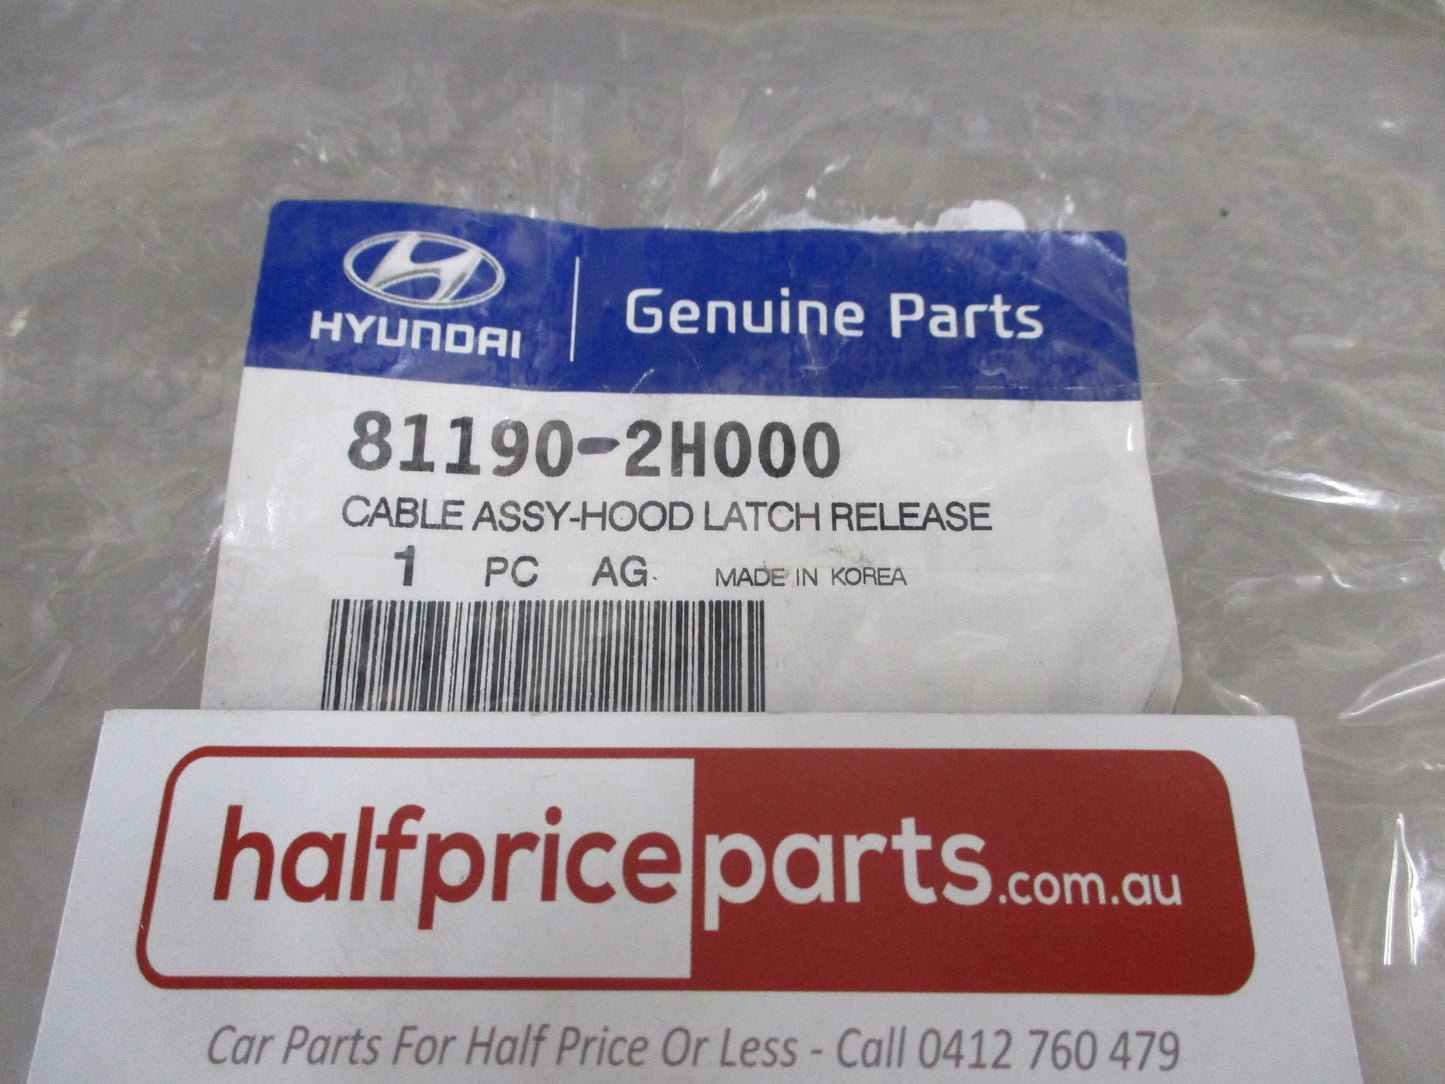 HYUNDAI
Genuine Parts
81190-2H000
CABLE ASSY-HOOD LATCH RELEASE
1 PC AG. MADE IN KOREA
halfpriceparts.com.au
Car Parts For Half Price Or Less - Call 0412 760 479